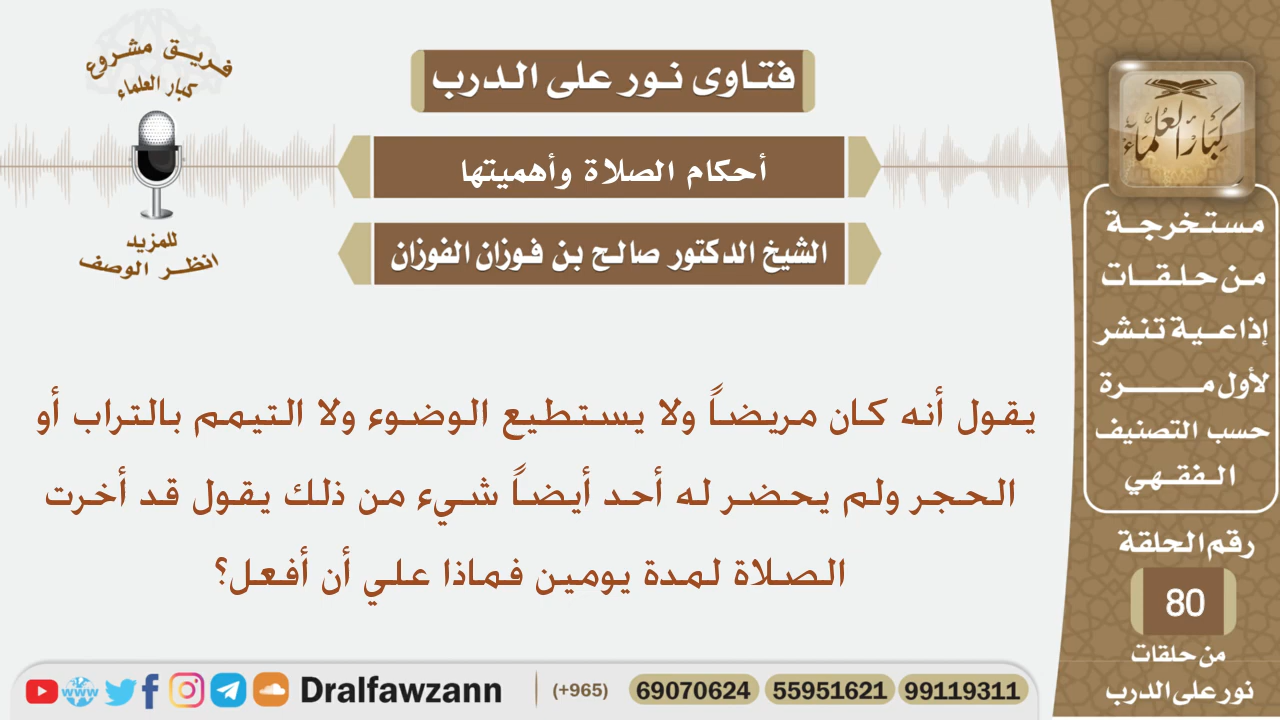 فريق مشروع
كبار العلماء
للمزيد
انظر الوصف
فتاوى نور على الدرب
أحكام الصلاة وأهميتها
الشيخ الدكتور صالح بن فوزان الفوزان
يقول أنه كان مريضاً ولا يستطيع الوضوء ولا التيمم بالتراب أو
الحجر ولم يحضر له أحد أيضاً شيء من ذلك يقول قد أخرت
الصلاة لمدة يومين فماذا علي أن أفعل؟
كبار العلماء
مستخرجة
من حلقات
إذاعية تنشر
لأول مرة
حسب التصنيف
الفقهي
رقم الحلقة
80
من حلقات
نور على الدرب
www Dralfawzann (+965) 69070624 55951621 99119311